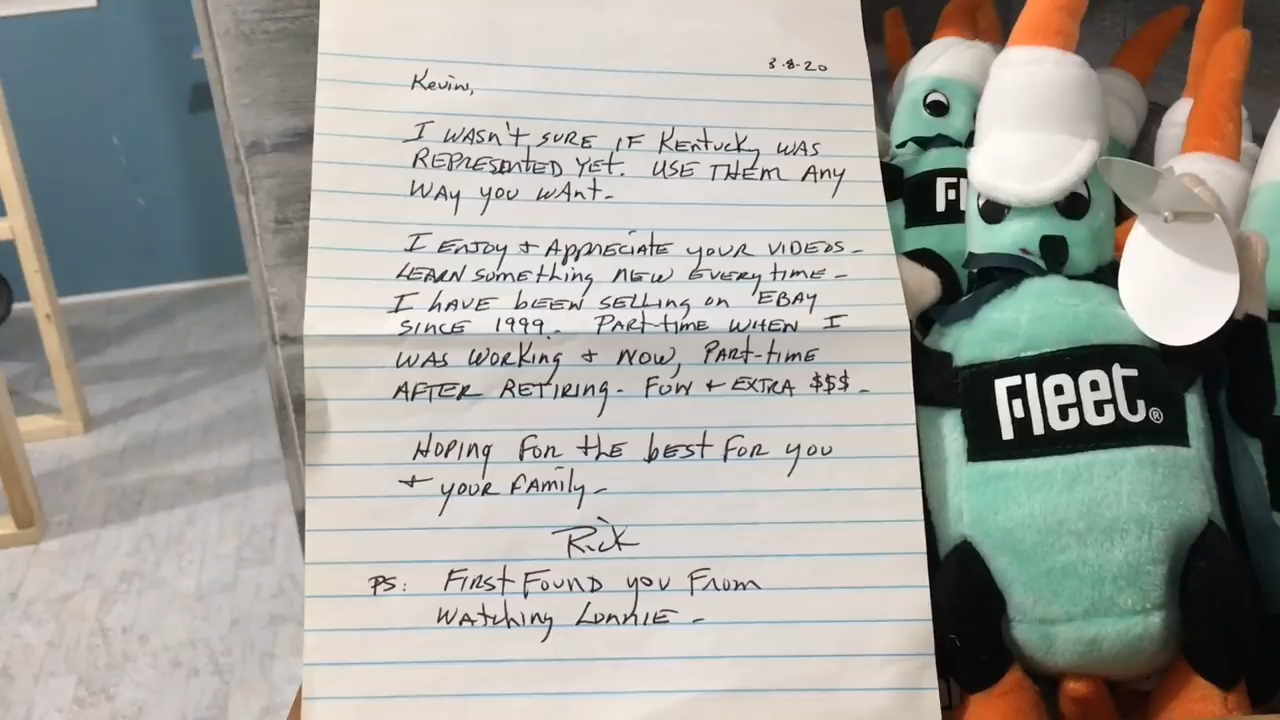 3-8-20
Kevin,
I WASN'T SURE IF KENTUCKY WAS
REPRESENTED YET. USE THEM ANY
WAY YOU WANT-
I ENJOY + APPRECIATE YOUR VIDEOS-
LEARN SOMETHING NEW EVERYTIME-
I HAVE BEEN SELLING ON EBAY
SINCE 1999. PART-TIME WHEN I
WAS WORKING + NOW, PART-TIME
AFTER RETIRING- FUN + EXTRA $$$-
HOPING FOR THE BEST FOR YOU
+ YOUR FAMILY-
Rick
PS: FIRST FOUND YOU FROM
WATCHING LONNIE-
Fl
Fleet®